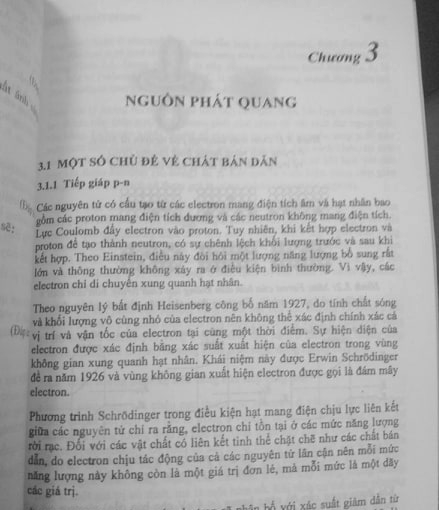 Chương 3
NGUỒN PHÁT QUANG
3.1 MỘT SỐ CHỦ ĐỀ VỀ CHẤT BÁN DẪN
3.1.1 Tiếp giáp p-n
Các nguyên tử có cấu tạo từ các electron mang điện tích âm và hạt nhân bao
gồm các proton mang điện tích dương và các neutron không mang điện tích.
Lực Coulomb đẩy electron vào proton. Tuy nhiên, khi kết hợp electron và
proton để tạo thành neutron, có sự chênh lệch khối lượng trước và sau khi
kết hợp. Theo Einstein, điều này đòi hỏi một lượng năng lượng bổ sung rất
lớn và thông thường không xảy ra ở điều kiện bình thường. Vì vậy, các
electron chỉ di chuyển xung quanh hạt nhân.
Theo nguyên lý bất định Heisenberg công bố năm 1927, do tính chất sóng
và khối lượng vô cùng nhỏ của electron nên không thể xác định chính xác cả
vị trí và vận tốc của electron tại cùng một thời điểm. Sự hiện diện của
electron được xác định bằng xác suất xuất hiện của electron trong vùng
không gian xung quanh hạt nhân. Khái niệm này được Erwin Schrödinger
đề ra năm 1926 và vùng không gian xuất hiện electron được gọi là đám mây
electron.
Phương trình Schrödinger trong điều kiện hạt mang điện chịu lực liên kết
giữa các nguyên tử chỉ ra rằng, electron chỉ tồn tại ở các mức năng lượng
rời rạc. Đối với các vật chất có liên kết tinh thể chặt chẽ như các chất bán
dẫn, do electron chịu tác động của cả các nguyên tử lân cận nên mỗi mức
năng lượng này không còn là một giá trị đơn lẻ, mà mỗi mức là một dãy
các giá trị.
phân bố với xác suất giảm dần từ